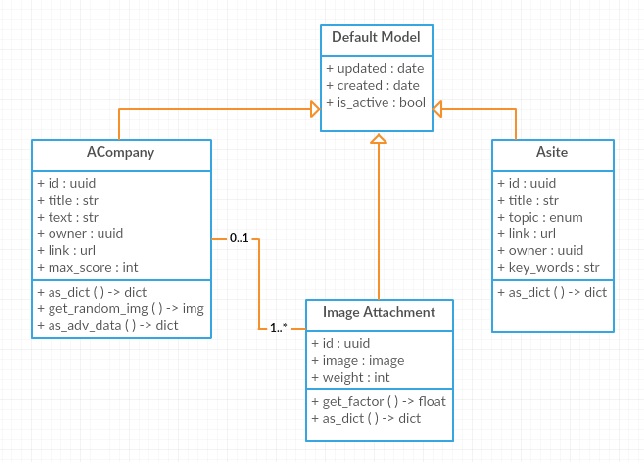 Default Model
+ updated : date
+ created : date
+ is_active : bool
ACompany
+ id : uuid
+ title : str
+ text : str
+ owner : uuid
+ link : url
+ max_score : int
+ as_dict ( ) -> dict
+ get_random_img ( ) -> img
+ as_adv_data ( ) -> dict
Asite
+ id : uuid
+ title : str
+ topic : enum
+ link : url
+ owner : uuid
+ key_words : str
+ as_dict ( ) -> dict
0..1
1..*
Image Attachment
+ id : uuid
+ image : image
+ weight : int
+ get_factor ( ) -> float
+ as_dict ( ) -> dict